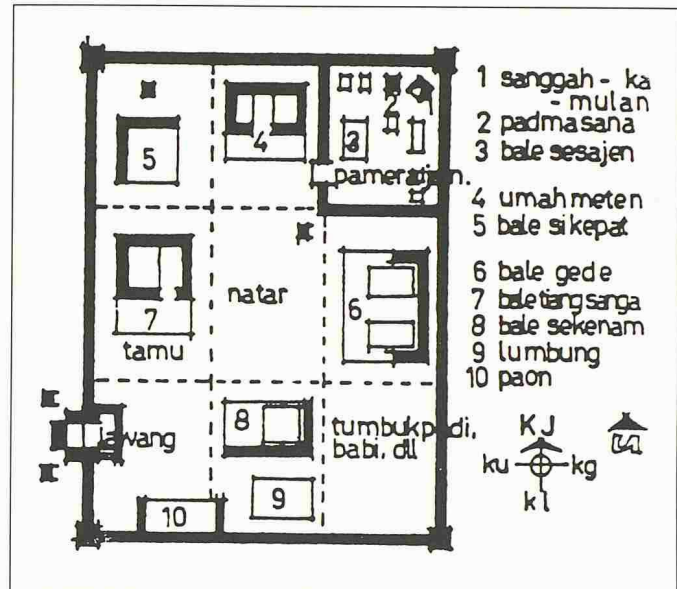 1 sanggah - ka
- mulan
2 padmasana
3 bale sesajen
4 umah meten
5 bale sikepat
6 bale gede
7 bale tiang sanga
8 bale sekenam
9 lumbung
10 paon
KJ
ku kg
kl
2
3
4
5
pamerajan.
natar
6
7
tamu
lawang
8
tumbuk padi,
babi, dll
9
10